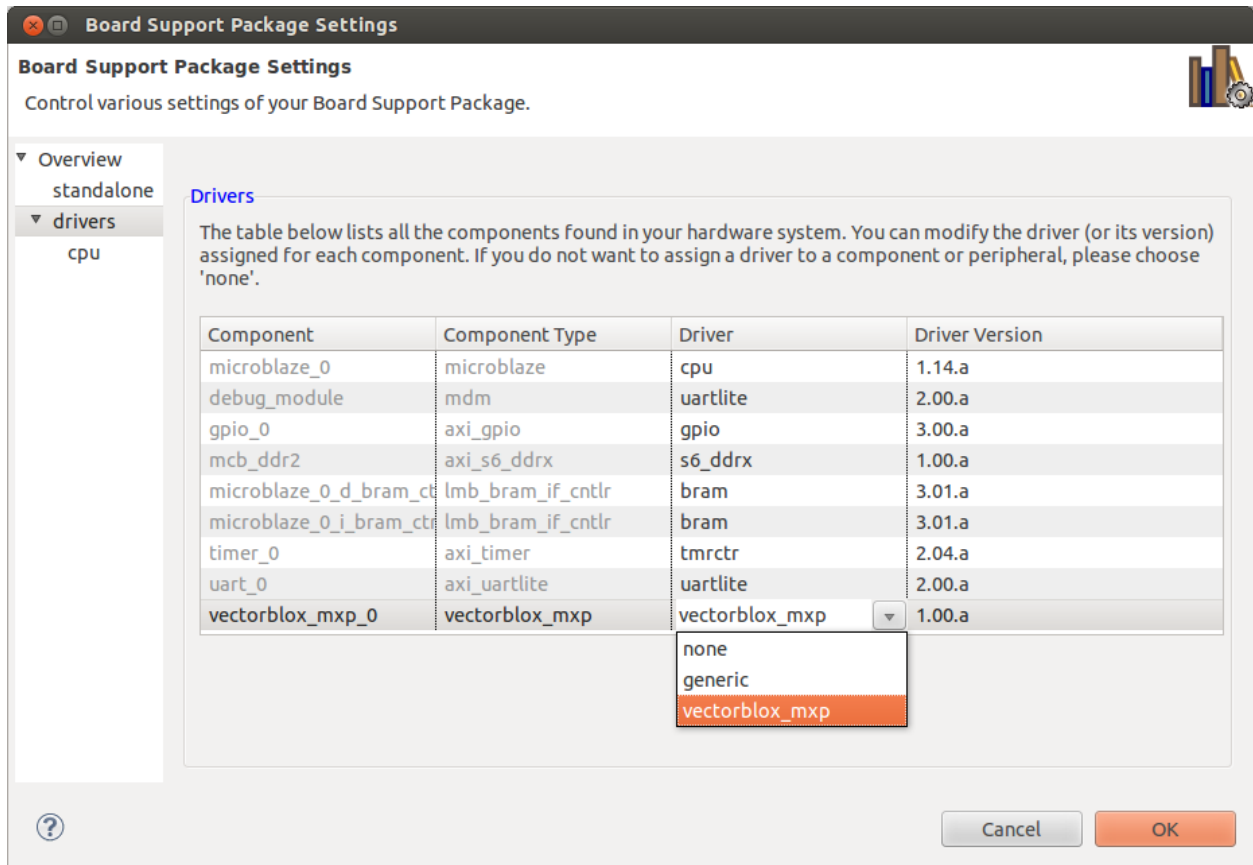 Board Support Package Settings
Board Support Package Settings
Control various settings of your Board Support Package.
Overview
standalone
drivers
cpu
Drivers
The table below lists all the components found in your hardware system. You can modify the driver (or its version)
assigned for each component. If you do not want to assign a driver to a component or peripheral, please choose
'none'.
Component Component Type Driver Driver Version
microblaze_0 microblaze cpu 1.14.a
debug_module mdm uartlite 2.00.a
gpio_0 axi_gpio gpio 3.00.a
mcb_ddr2 axi_s6_ddrx s6_ddrx 1.00.a
microblaze_0_d_bram_ct lmb_bram_if_cntlr bram 3.01.a
microblaze_0_i_bram_ctr lmb_bram_if_cntlr bram 3.01.a
timer_0 axi_timer tmrctr 2.04.a
uart_0 axi_uartlite uartlite 2.00.a
vectorblox_mxp_0 vectorblox_mxp vectorblox_mxp 1.00.a
none
generic
vectorblox_mxp
? Cancel OK